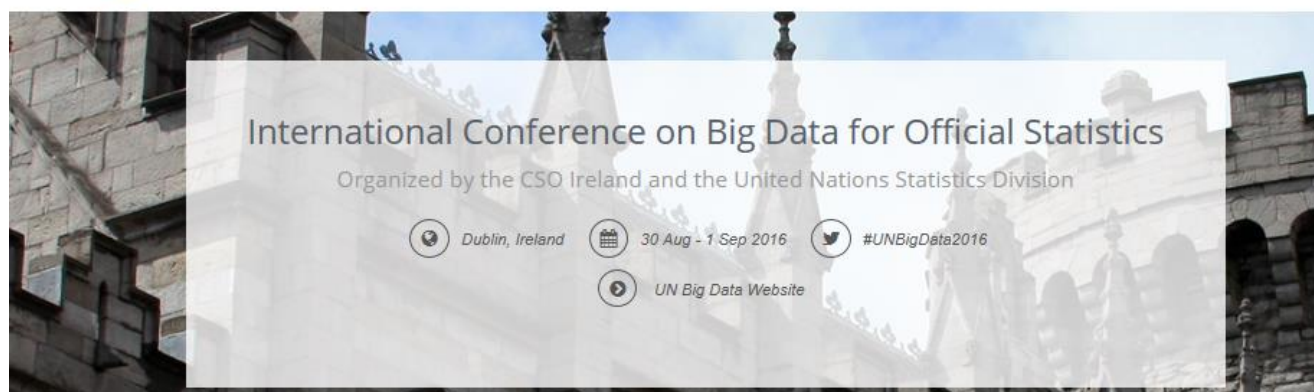 International Conference on Big Data for Official Statistics
Organized by the CSO Ireland and the United Nations Statistics Division
Dublin, Ireland 30 Aug - 1 Sep 2016 #UNBigData2016
UN Big Data Website